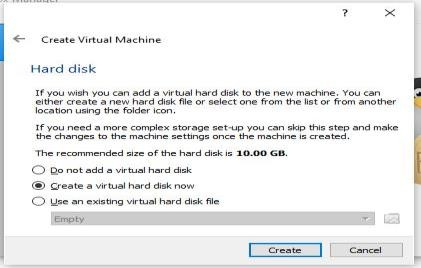 ?
Create Virtual Machine
Hard disk
If you wish you can add a virtual hard disk to the new machine. You can
either create a new hard disk file or select one from the list or from another
location using the folder icon.
If you need a more complex storage set-up you can skip this step and make
the changes to the machine settings once the machine is created.
The recommended size of the hard disk is 10.00 GB.
Do not add a virtual hard disk
Create a virtual hard disk now
Use an existing virtual hard disk file
Empty
Create Cancel